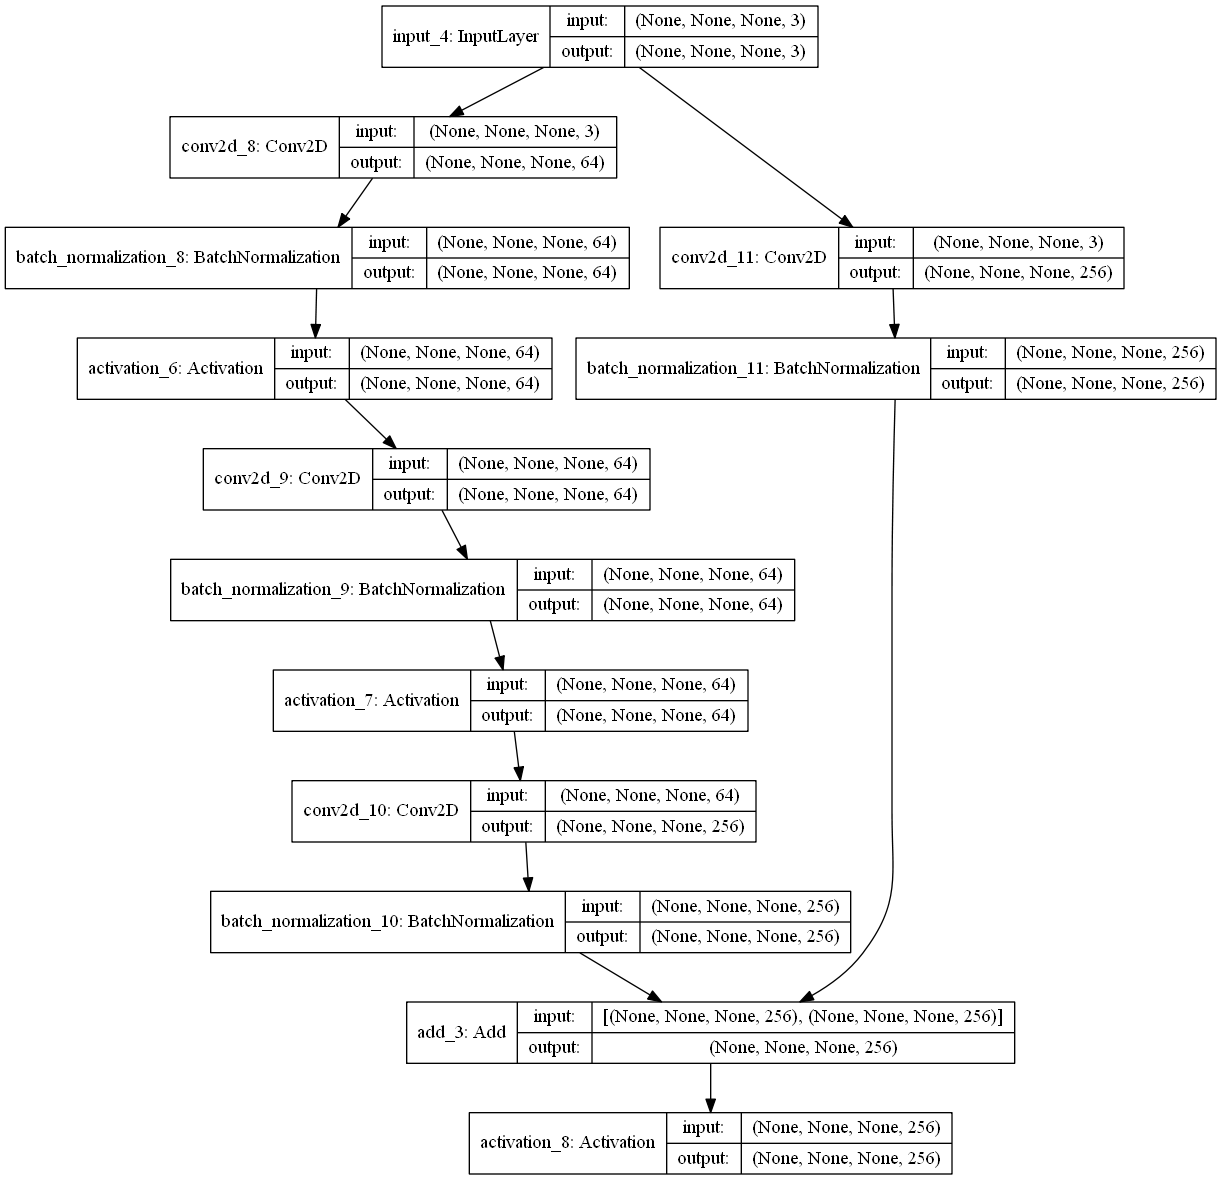 input_4: InputLayer
input: (None, None, None, 3)
output: (None, None, None, 3)
conv2d_8: Conv2D
input: (None, None, None, 3)
output: (None, None, None, 64)
batch_normalization_8: BatchNormalization
input: (None, None, None, 64)
output: (None, None, None, 64)
conv2d_11: Conv2D
input: (None, None, None, 3)
output: (None, None, None, 256)
activation_6: Activation
input: (None, None, None, 64)
output: (None, None, None, 64)
batch_normalization_11: BatchNormalization
input: (None, None, None, 256)
output: (None, None, None, 256)
conv2d_9: Conv2D
input: (None, None, None, 64)
output: (None, None, None, 64)
batch_normalization_9: BatchNormalization
input: (None, None, None, 64)
output: (None, None, None, 64)
activation_7: Activation
input: (None, None, None, 64)
output: (None, None, None, 64)
conv2d_10: Conv2D
input: (None, None, None, 64)
output: (None, None, None, 256)
batch_normalization_10: BatchNormalization
input: (None, None, None, 256)
output: (None, None, None, 256)
add_3: Add
input: [(None, None, None, 256), (None, None, None, 256)]
output: (None, None, None, 256)
activation_8: Activation
input: (None, None, None, 256)
output: (None, None, None, 256)